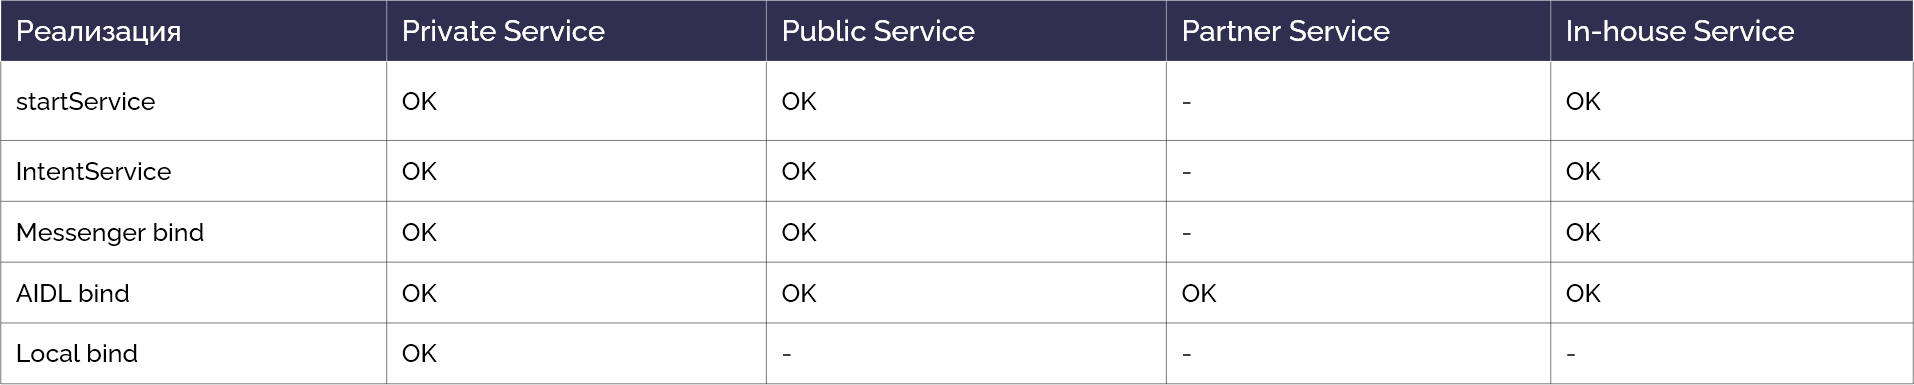 Реализация Private Service Public Service Partner Service In-house Service
startService OK OK - OK
IntentService OK OK - OK
Messenger bind OK OK - OK
AIDL bind OK OK OK OK
Local bind OK - - -